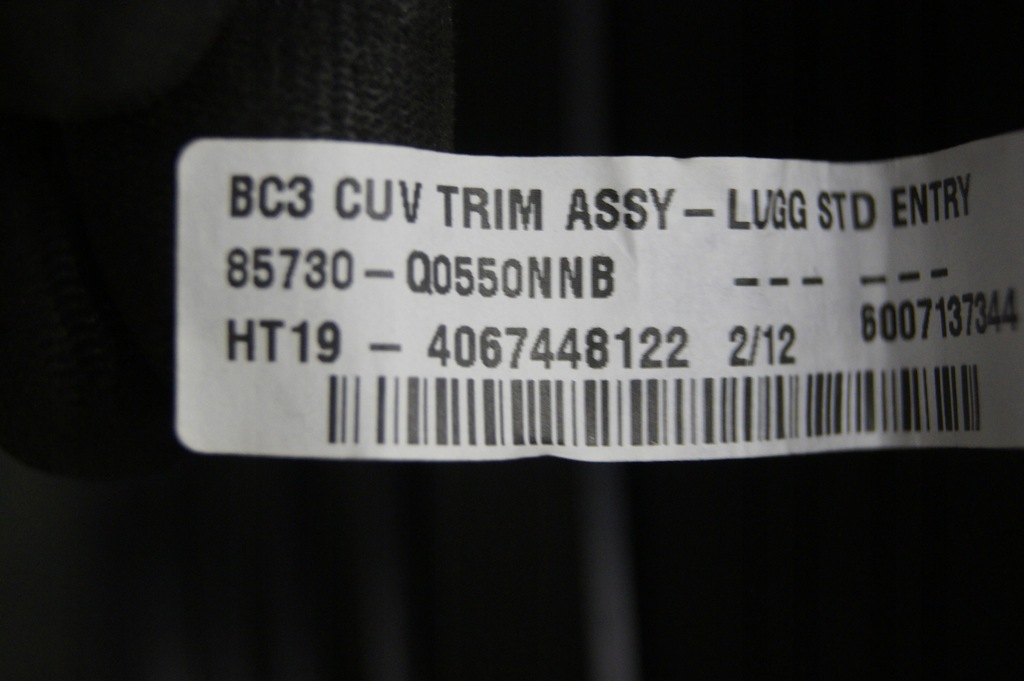 BC3 CUV TRIM ASSY - LUGG STD ENTRY
85730 - Q0550NNB --- ---
HT19 - 4067448122 2/12 6007137344